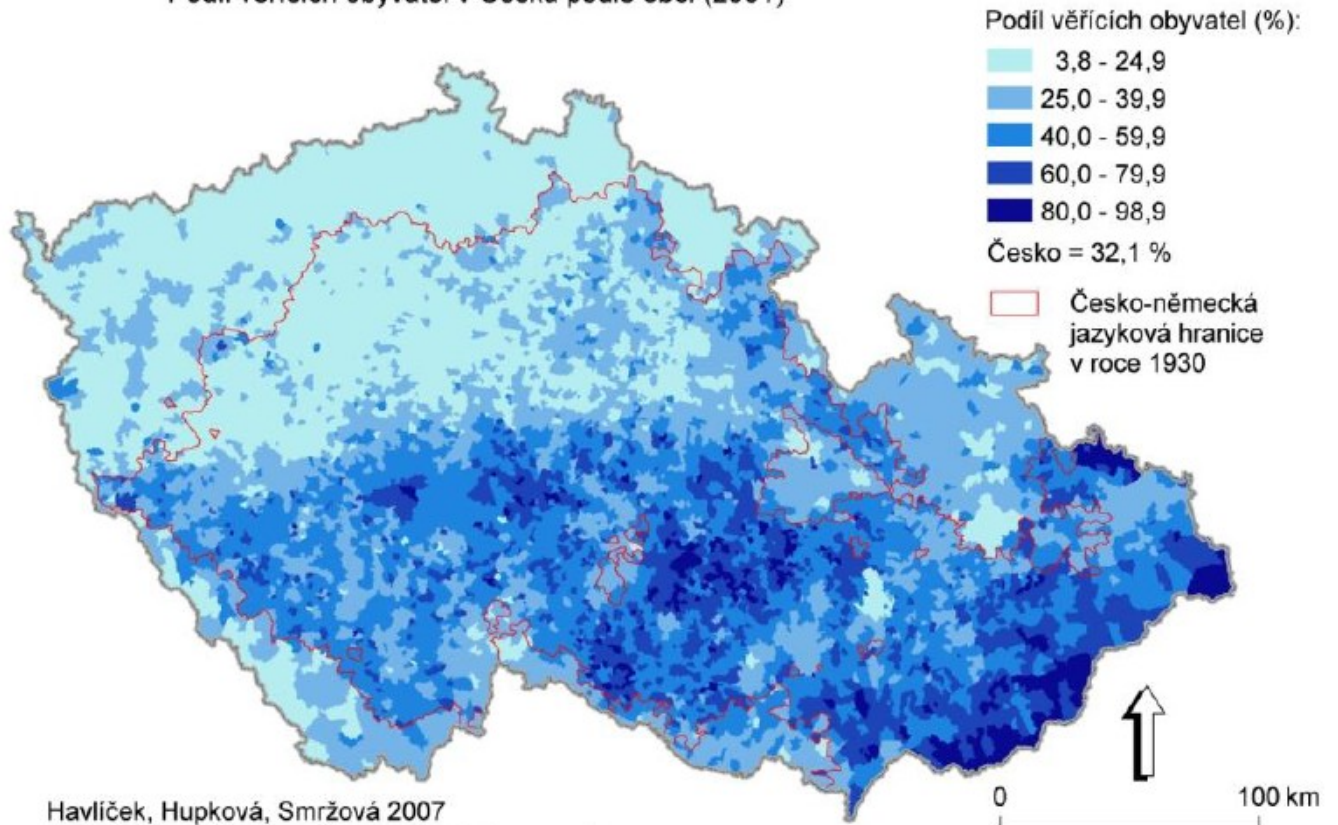 Podíl věřících obyvatel (%):
3,8 - 24,9
25,0 - 39,9
40,0 - 59,9
60,0 - 79,9
80,0 - 98,9
Česko = 32,1 %
Česko-německá
jazyková hranice
v roce 1930
Havlíček, Hupková, Smržová 2007
0 100 km